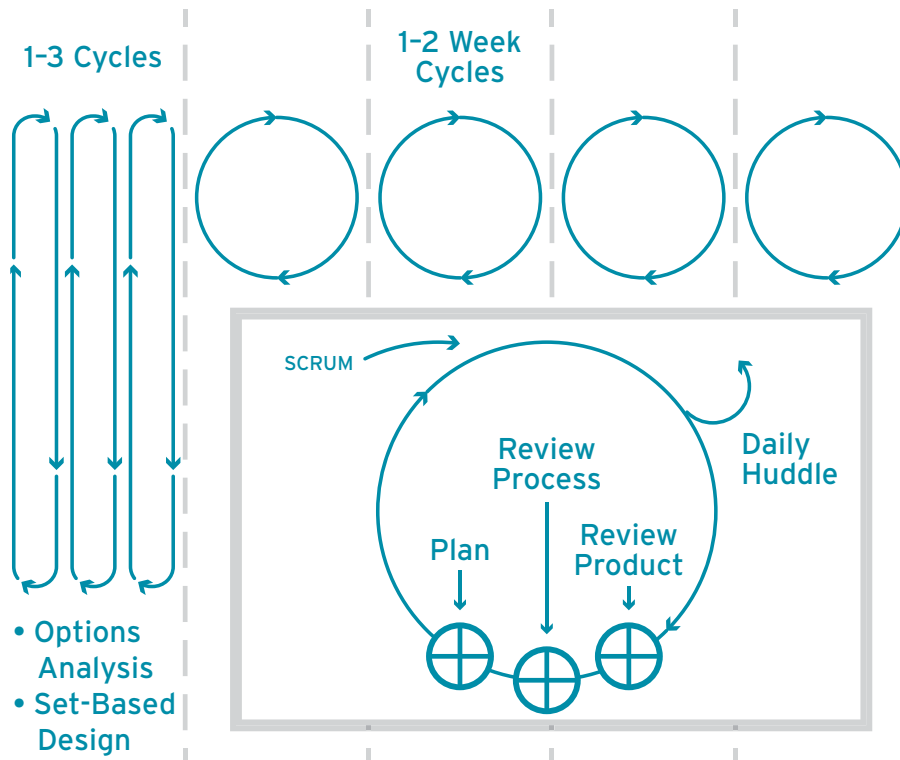 1–3 Cycles
1–2 Week
Cycles
SCRUM
Daily
Huddle
Review
Process
Review
Product
Plan
• Options
Analysis
• Set-Based
Design